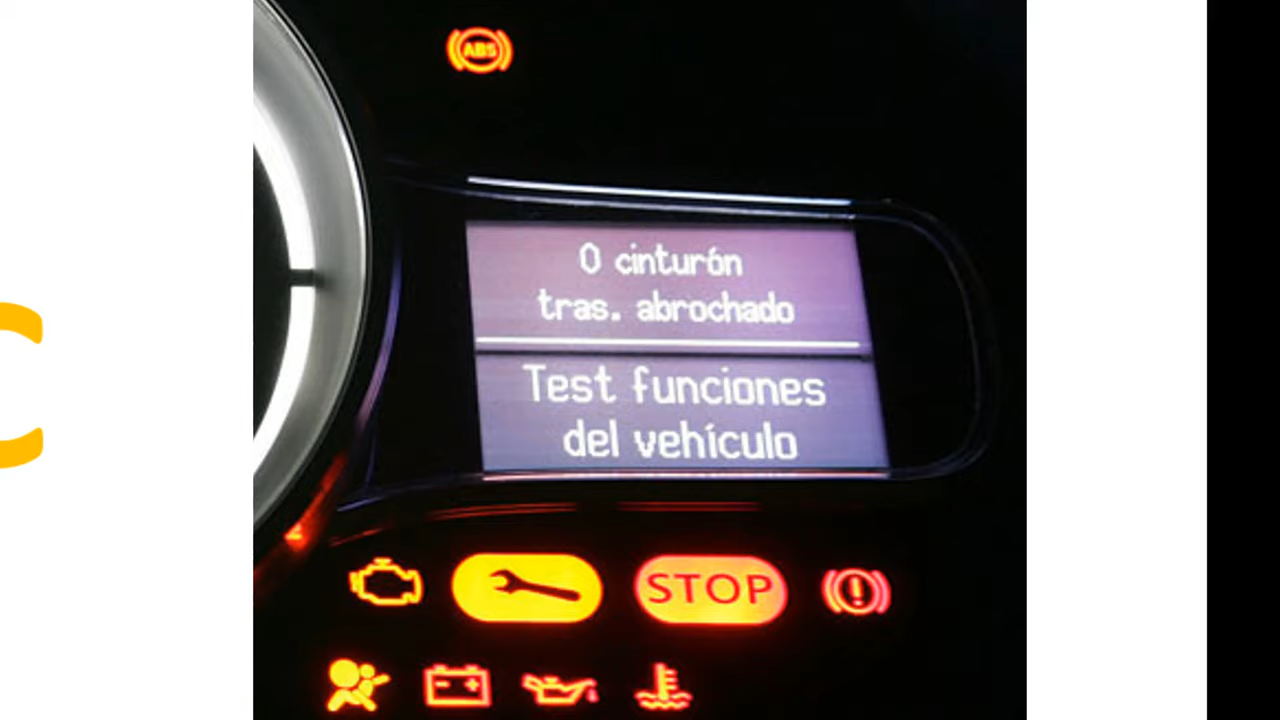 ABS
0 cinturón
tras. abrochado
Test funciones
del vehículo
STOP